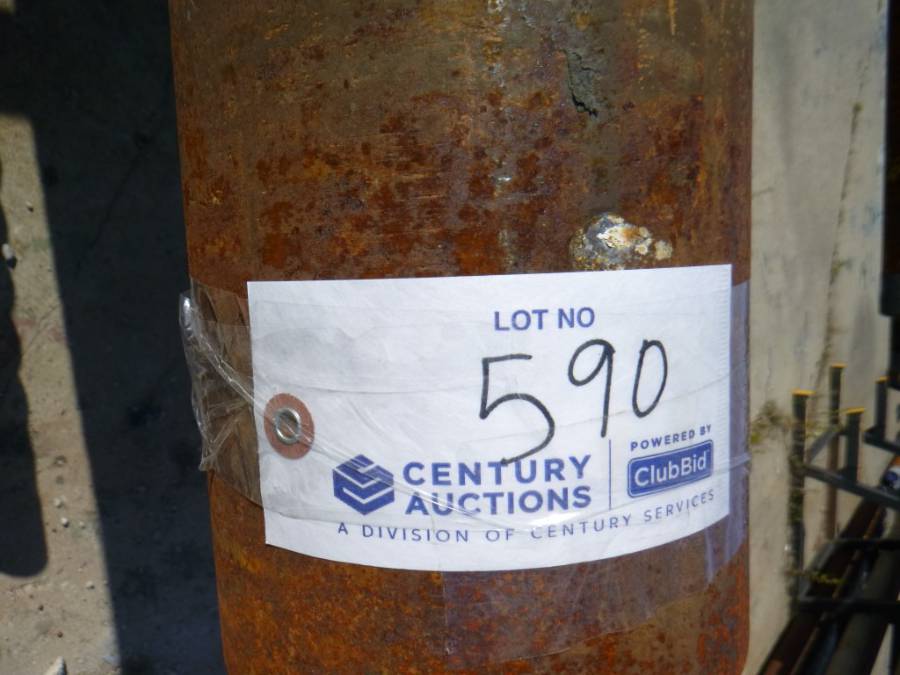 LOT NO
590
CENTURY
AUCTIONS
POWERED BY
ClubBid
A DIVISION OF CENTURY SERVICES